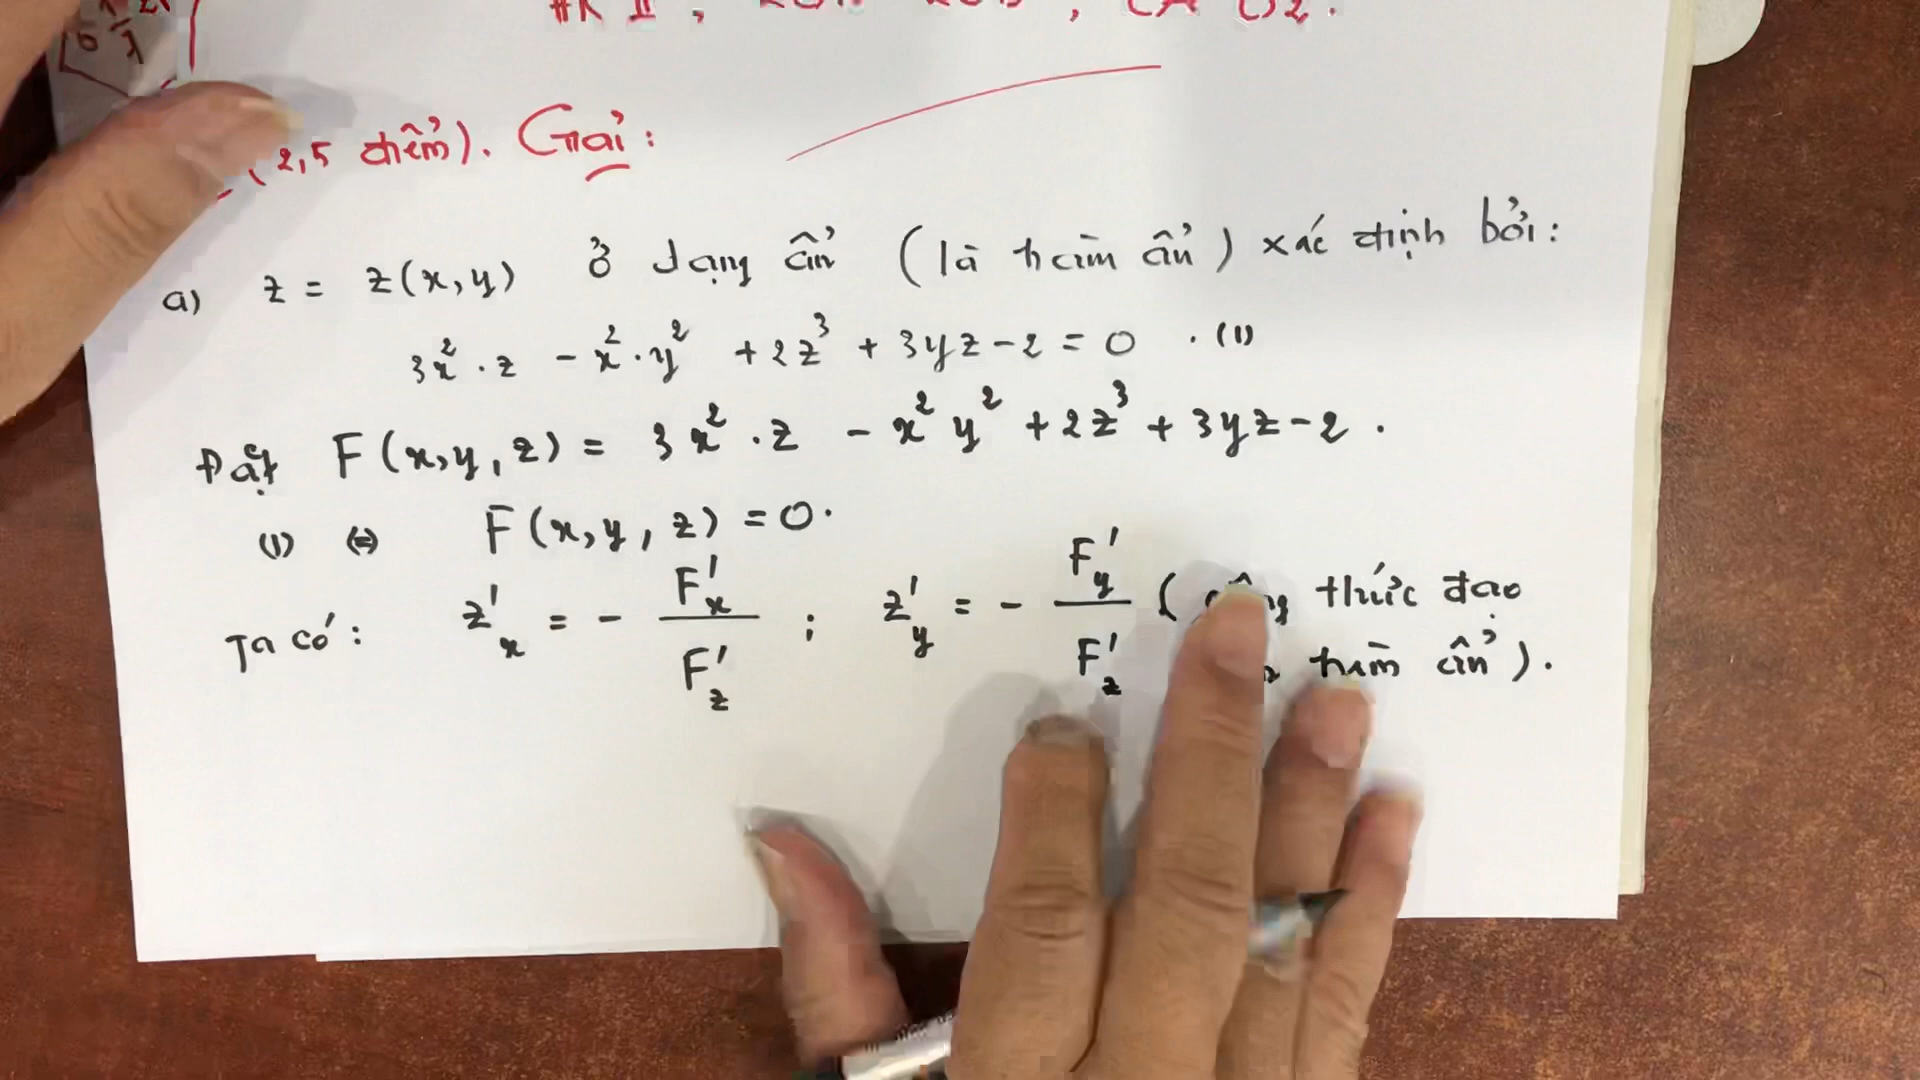 (2,5 điểm). Giải:
a) z = z(x,y) ở dạng ẩn (là hàm ẩn) xác định bởi:
3x².z - x².y² + 2z³ + 3yz - 2 = 0. (1)
Đặt F(x,y,z) = 3x².z - x²y² + 2z³ + 3yz - 2.
(1) ⇔ F(x,y,z) = 0.
Ta có: z'x = - F'x / F'z ; z'y = - F'y / F'z ( thức đạo
hàm ẩn).